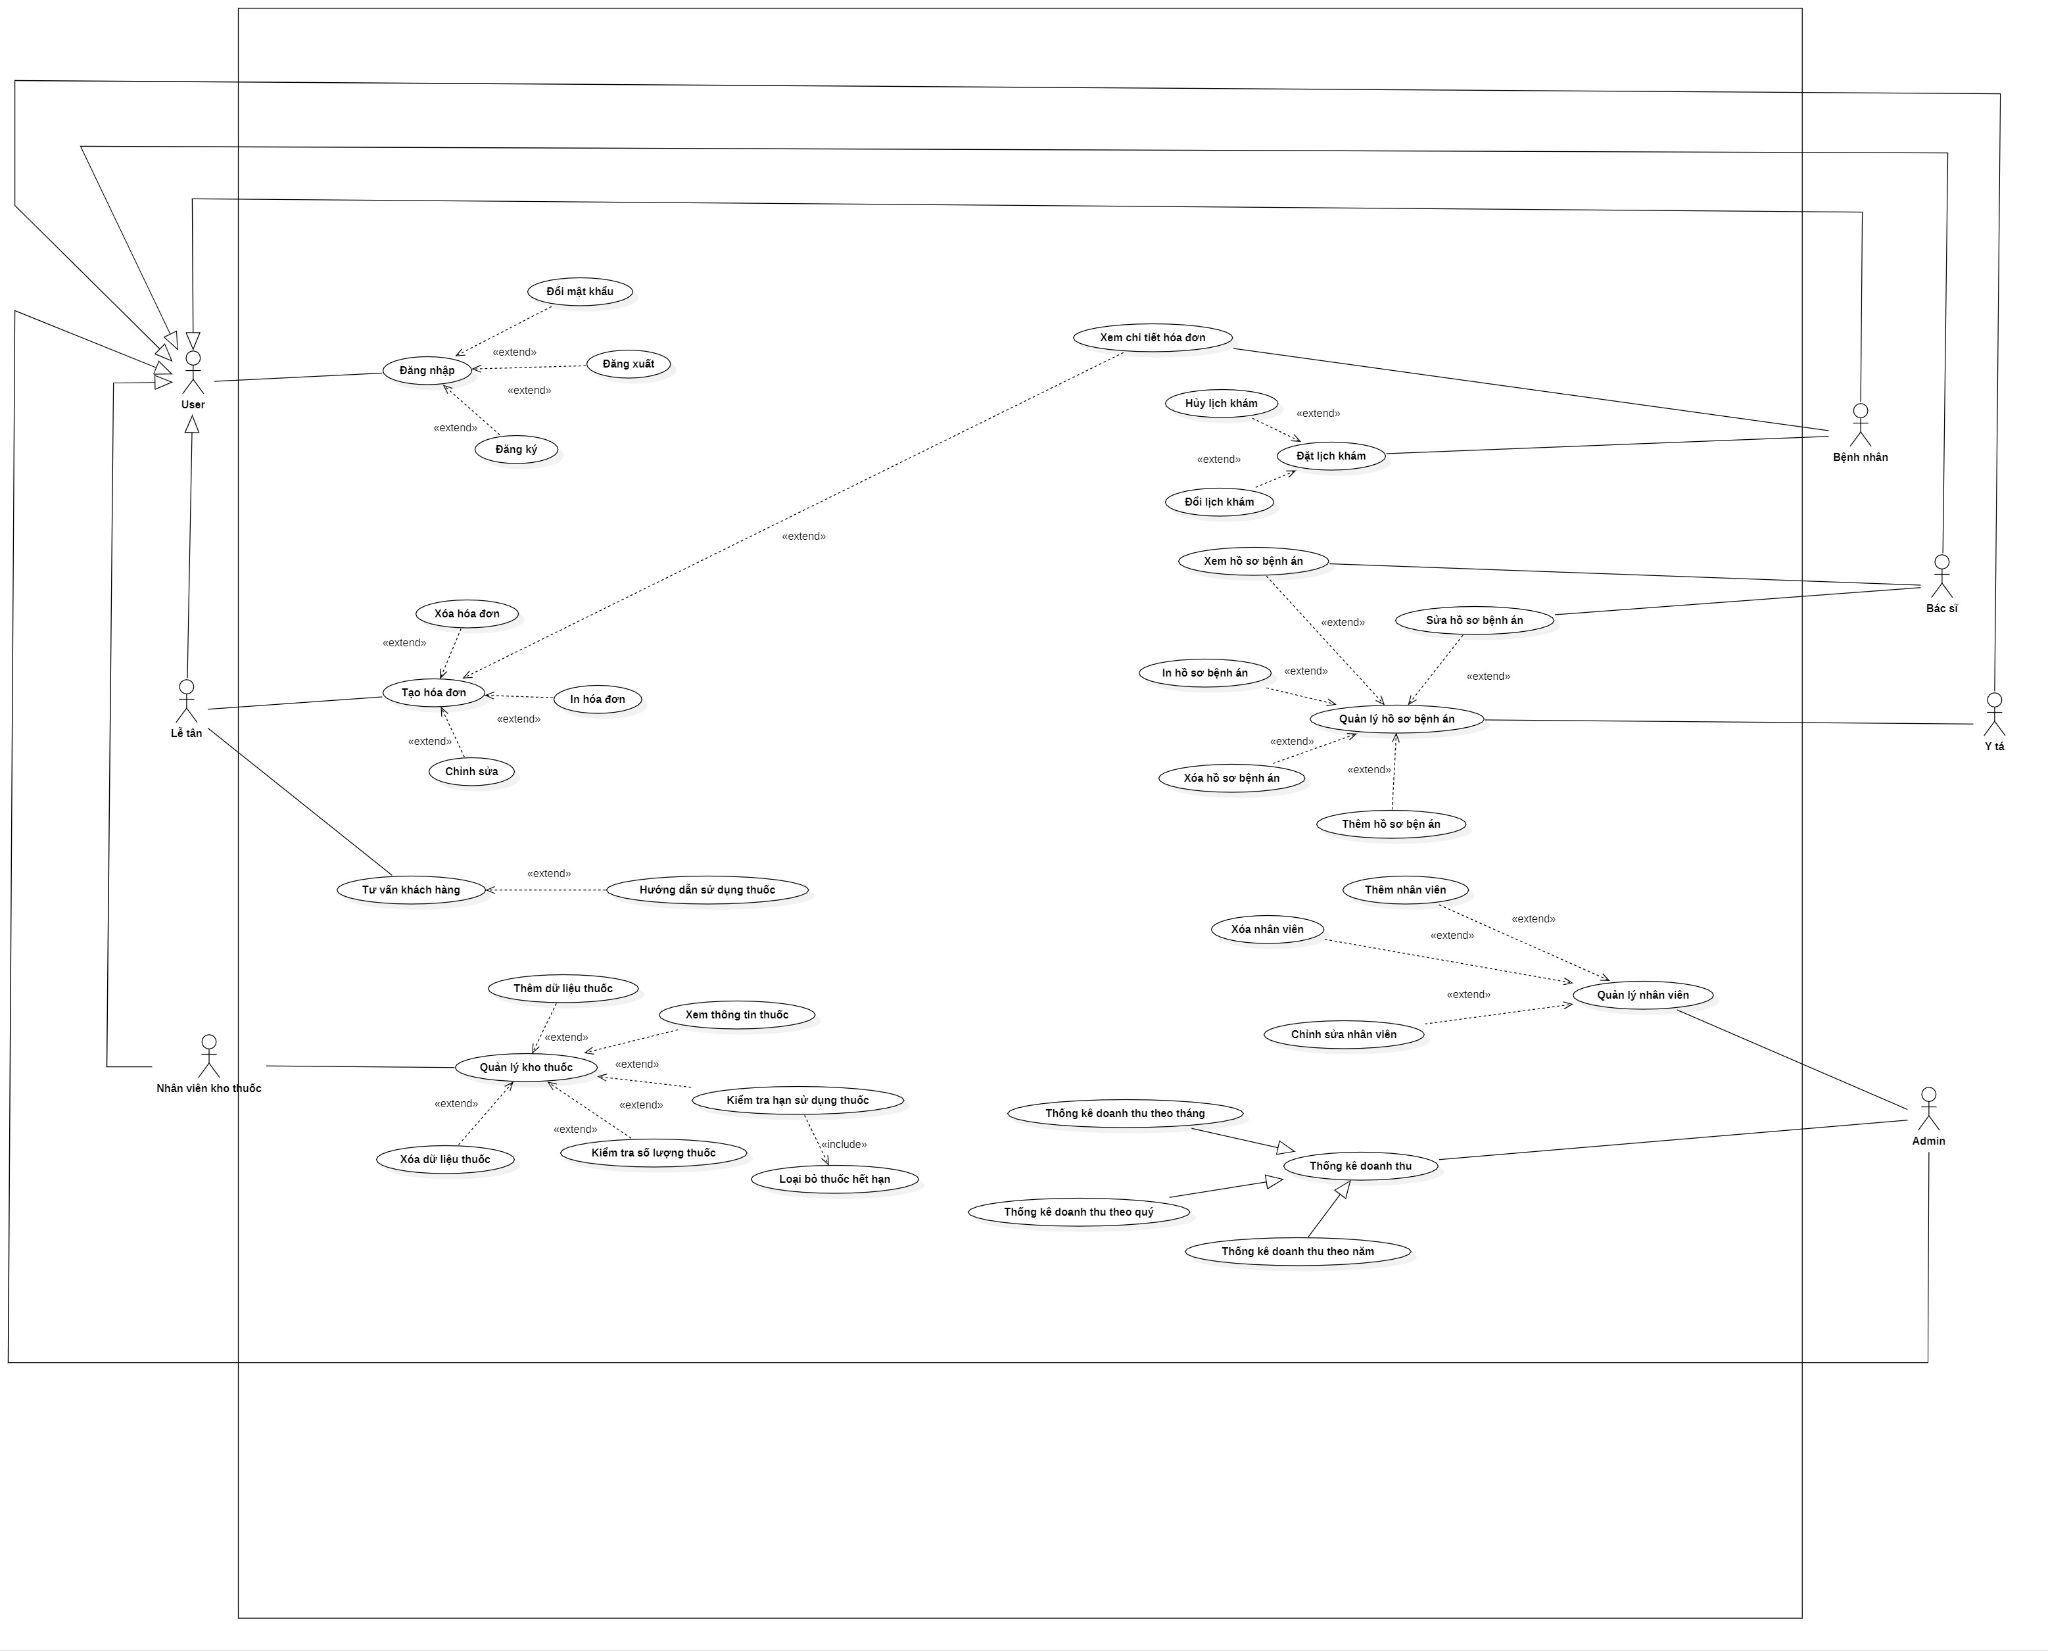 Đổi mật khẩu
«extend»
Đăng xuất
Đăng nhập
«extend»
User
«extend»
Đăng ký
Xem chi tiết hóa đơn
Hủy lịch khám
«extend»
«extend»
Đặt lịch khám
Bệnh nhân
Đổi lịch khám
«extend»
Xem hồ sơ bệnh án
Bác sĩ
Xóa hóa đơn
«extend»
«extend»
Sửa hồ sơ bệnh án
In hồ sơ bệnh án
«extend»
«extend»
Tạo hóa đơn
In hóa đơn
«extend»
«extend»
Lễ tân
Chỉnh sửa
Quản lý hồ sơ bệnh án
Y tá
«extend»
Xóa hồ sơ bệnh án
«extend»
Thêm hồ sơ bện án
Tư vấn khách hàng
«extend»
Hướng dẫn sử dụng thuốc
Thêm nhân viên
«extend»
Xóa nhân viên
«extend»
Quản lý nhân viên
«extend»
Chỉnh sửa nhân viên
Thêm dữ liệu thuốc
Xem thông tin thuốc
«extend»
Quản lý kho thuốc
«extend»
Nhân viên kho thuốc
«extend»
«extend»
«extend»
Kiểm tra hạn sử dụng thuốc
«include»
Xóa dữ liệu thuốc
Kiểm tra số lượng thuốc
Loại bỏ thuốc hết hạn
Thống kê doanh thu theo tháng
Admin
Thống kê doanh thu
Thống kê doanh thu theo quý
Thống kê doanh thu theo năm